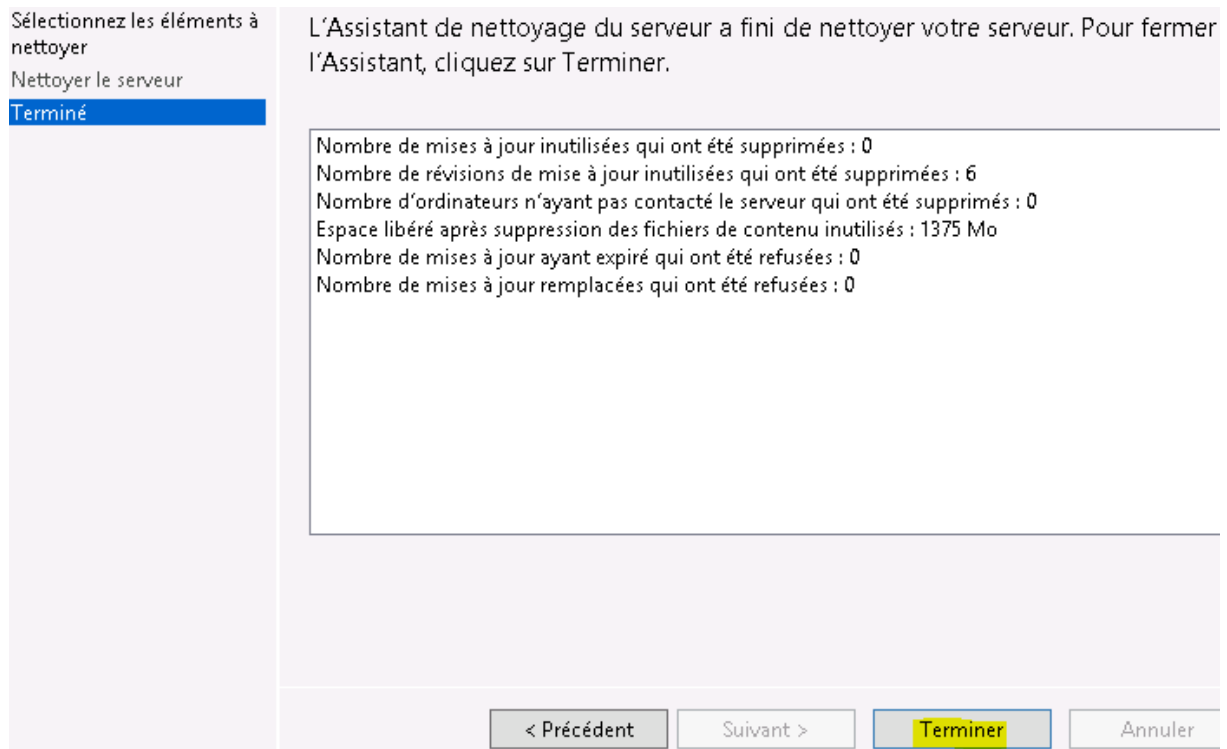 Sélectionnez les éléments à
nettoyer
Nettoyer le serveur
Terminé
L'Assistant de nettoyage du serveur a fini de nettoyer votre serveur. Pour fermer
l'Assistant, cliquez sur Terminer.
Nombre de mises à jour inutilisées qui ont été supprimées : 0
Nombre de révisions de mise à jour inutilisées qui ont été supprimées : 6
Nombre d'ordinateurs n'ayant pas contacté le serveur qui ont été supprimés : 0
Espace libéré après suppression des fichiers de contenu inutilisés : 1375 Mo
Nombre de mises à jour ayant expiré qui ont été refusées : 0
Nombre de mises à jour remplacées qui ont été refusées : 0
< Précédent
Suivant >
Terminer
Annuler